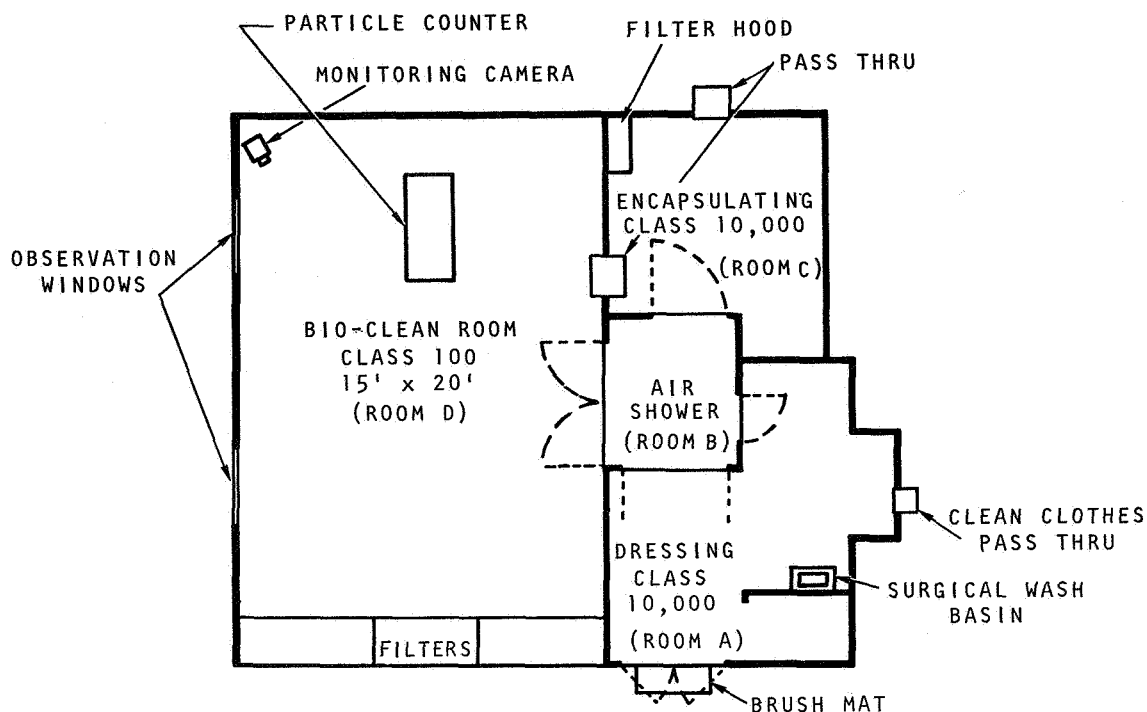 PARTICLE COUNTER
FILTER HOOD
MONITORING CAMERA
PASS THRU
ENCAPSULATING
CLASS 10,000
(ROOM C)
OBSERVATION
WINDOWS
BIO-CLEAN ROOM
CLASS 100
15' x 20'
(ROOM D)
AIR
SHOWER
(ROOM B)
CLEAN CLOTHES
PASS THRU
DRESSING
CLASS
10,000
(ROOM A)
SURGICAL WASH
BASIN
FILTERS
BRUSH MAT